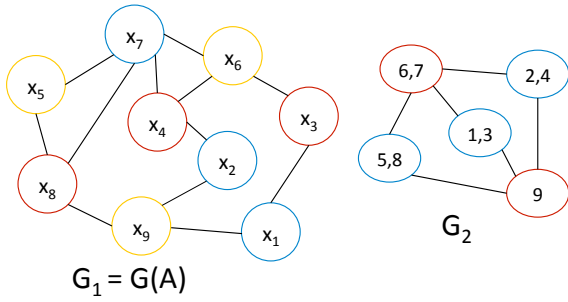 x₇
x₆
x₅
x₄
x₃
x₂
x₈
x₉
x₁
G₁ = G(A)
6,7
2,4
1,3
5,8
9
G₂